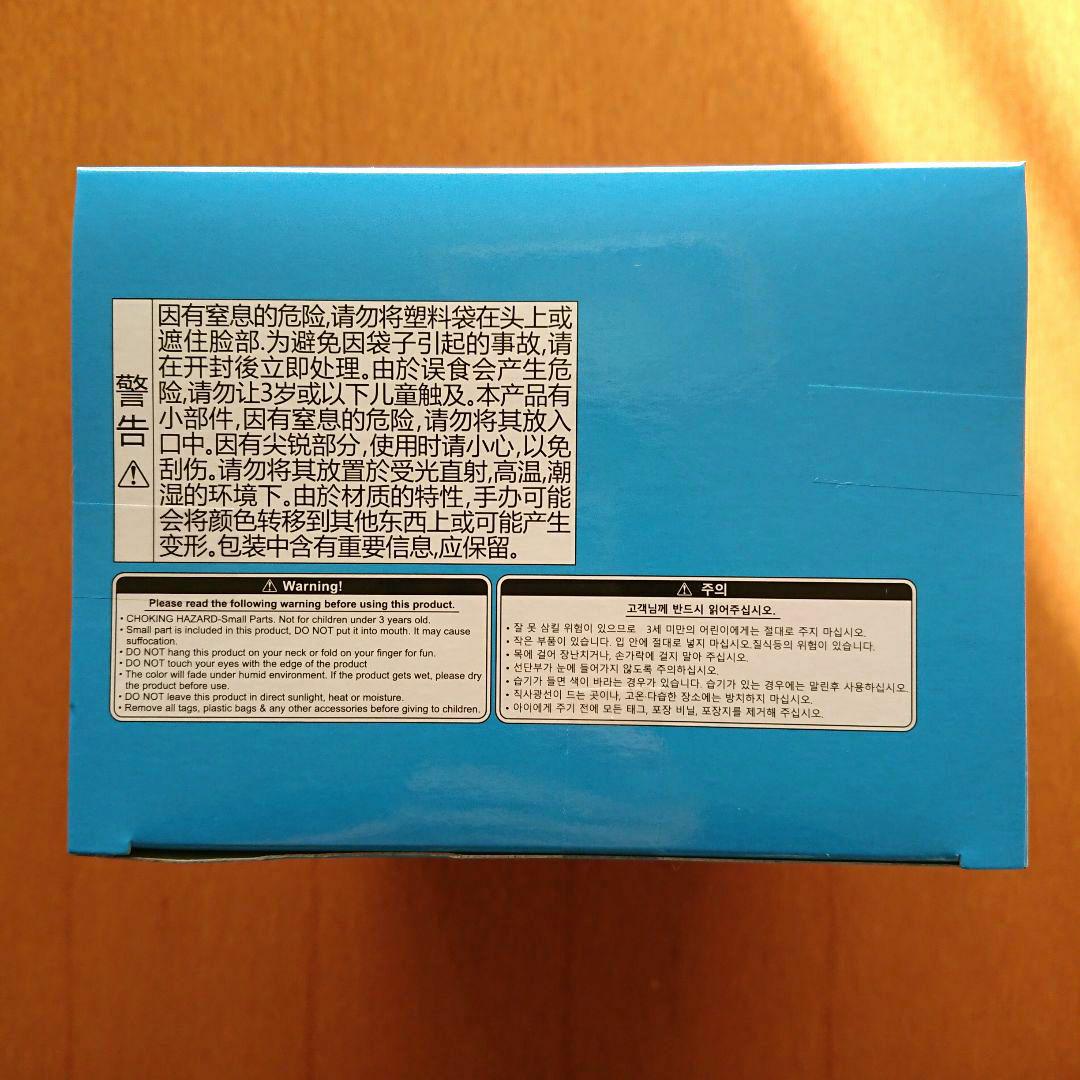 警告⚠
因有窒息的危险,请勿将塑料袋在头上或
遮住脸部.为避免因袋子引起的事故,请
在开封後立即处理。由於误食会产生危
险,请勿让3岁或以下儿童触及。本产品有
小部件,因有窒息的危险,请勿将其放入
口中。因有尖锐部分,使用时请小心,以免
刮伤。请勿将其放置於受光直射,高温,潮
湿的环境下。由於材质的特性,手办可能
会将颜色转移到其他东西上或可能产生
变形。包装中含有重要信息,应保留。
⚠ Warning!
Please read the following warning before using this product.
• CHOKING HAZARD-Small Parts. Not for children under 3 years old.
• Small part is included in this product, DO NOT put it into mouth. It may cause
suffocation.
• DO NOT hang this product on your neck or fold on your finger for fun.
• DO NOT touch your eyes with the edge of the product
• The color will fade under humid environment. If the product gets wet, please dry
the product before use.
• DO NOT leave this product in direct sunlight, heat or moisture.
• Remove all tags, plastic bags & any other accessories before giving to children.
⚠ 주의
고객님께 반드시 읽어주십시오.
• 잘 못 삼킬 위험이 있으므로 3세 미만의 어린이에게는 절대로 주지 마십시오.
• 작은 부품이 있습니다. 입 안에 절대로 넣지 마십시오.질식등의 위험이 있습니다.
• 목에 걸어 장난치거나, 손가락에 걸지 말아 주십시오.
• 선단부가 눈에 들어가지 않도록 주의하십시오.
• 습기가 들면 색이 바라는 경우가 있습니다. 습기가 있는 경우에는 말린후 사용하십시오.
• 직사광선이 드는 곳이나, 고온·다습한 장소에는 방치하지 마십시오.
• 아이에게 주기 전에 모든 태그, 포장 비닐, 포장지를 제거해 주십시오.